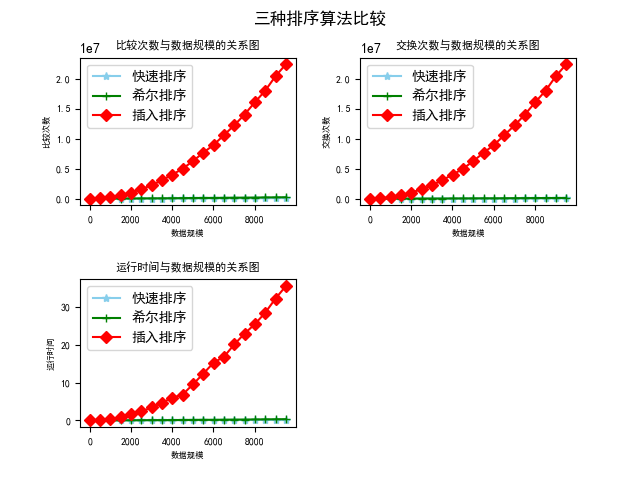 三种排序算法比较
比较次数与数据规模的关系图
1e7
快速排序
希尔排序
插入排序
2.0
1.5
1.0
0.5
0.0
比较次数
0 2000 4000 6000 8000
数据规模
交换次数与数据规模的关系图
1e7
快速排序
希尔排序
插入排序
2.0
1.5
1.0
0.5
0.0
交换次数
0 2000 4000 6000 8000
数据规模
运行时间与数据规模的关系图
快速排序
希尔排序
插入排序
30
20
10
0
运行时间
0 2000 4000 6000 8000
数据规模